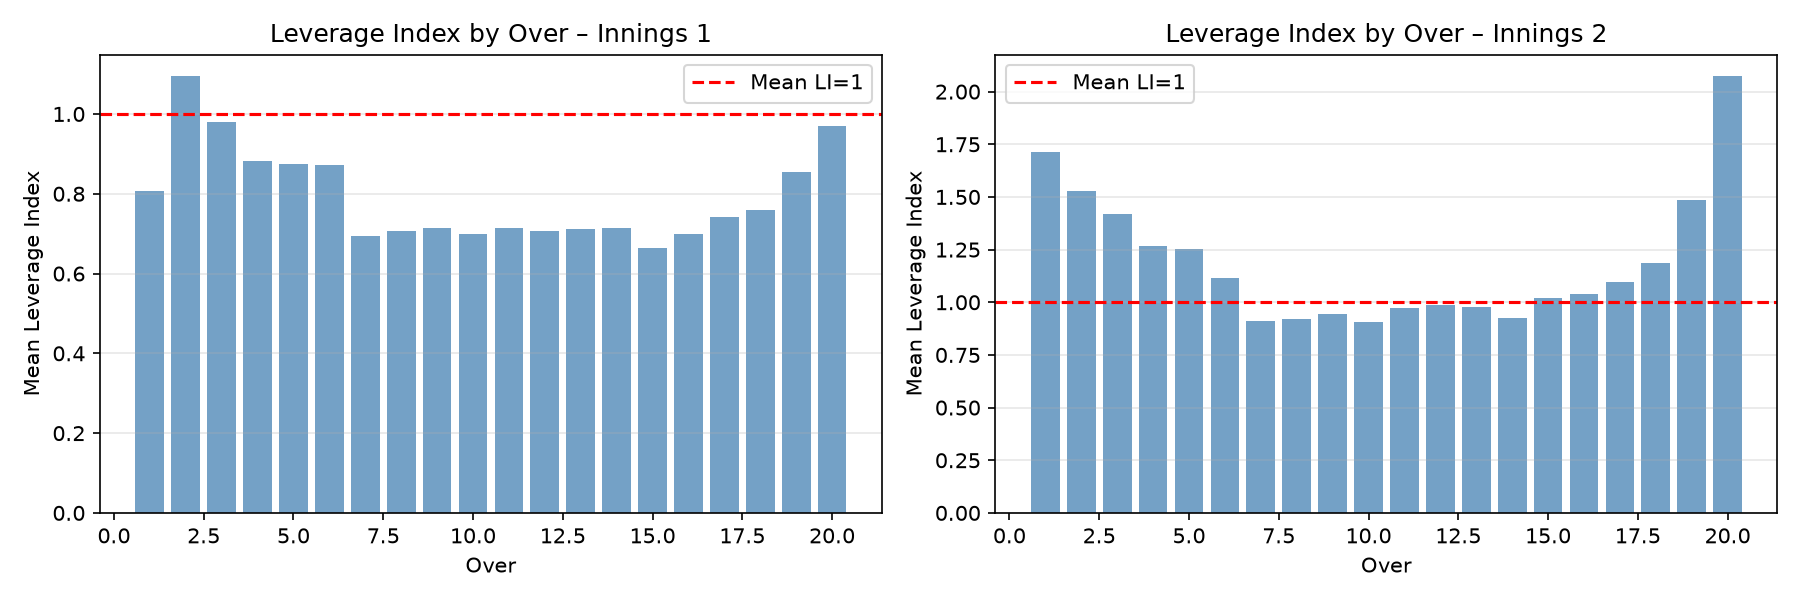 Leverage Index by Over – Innings 1
Mean Leverage Index
1.0
0.8
0.6
0.4
0.2
0.0
Mean LI=1
0.0 2.5 5.0 7.5 10.0 12.5 15.0 17.5 20.0
Over
Leverage Index by Over – Innings 2
Mean Leverage Index
2.00
1.75
1.50
1.25
1.00
0.75
0.50
0.25
0.00
Mean LI=1
0.0 2.5 5.0 7.5 10.0 12.5 15.0 17.5 20.0
Over